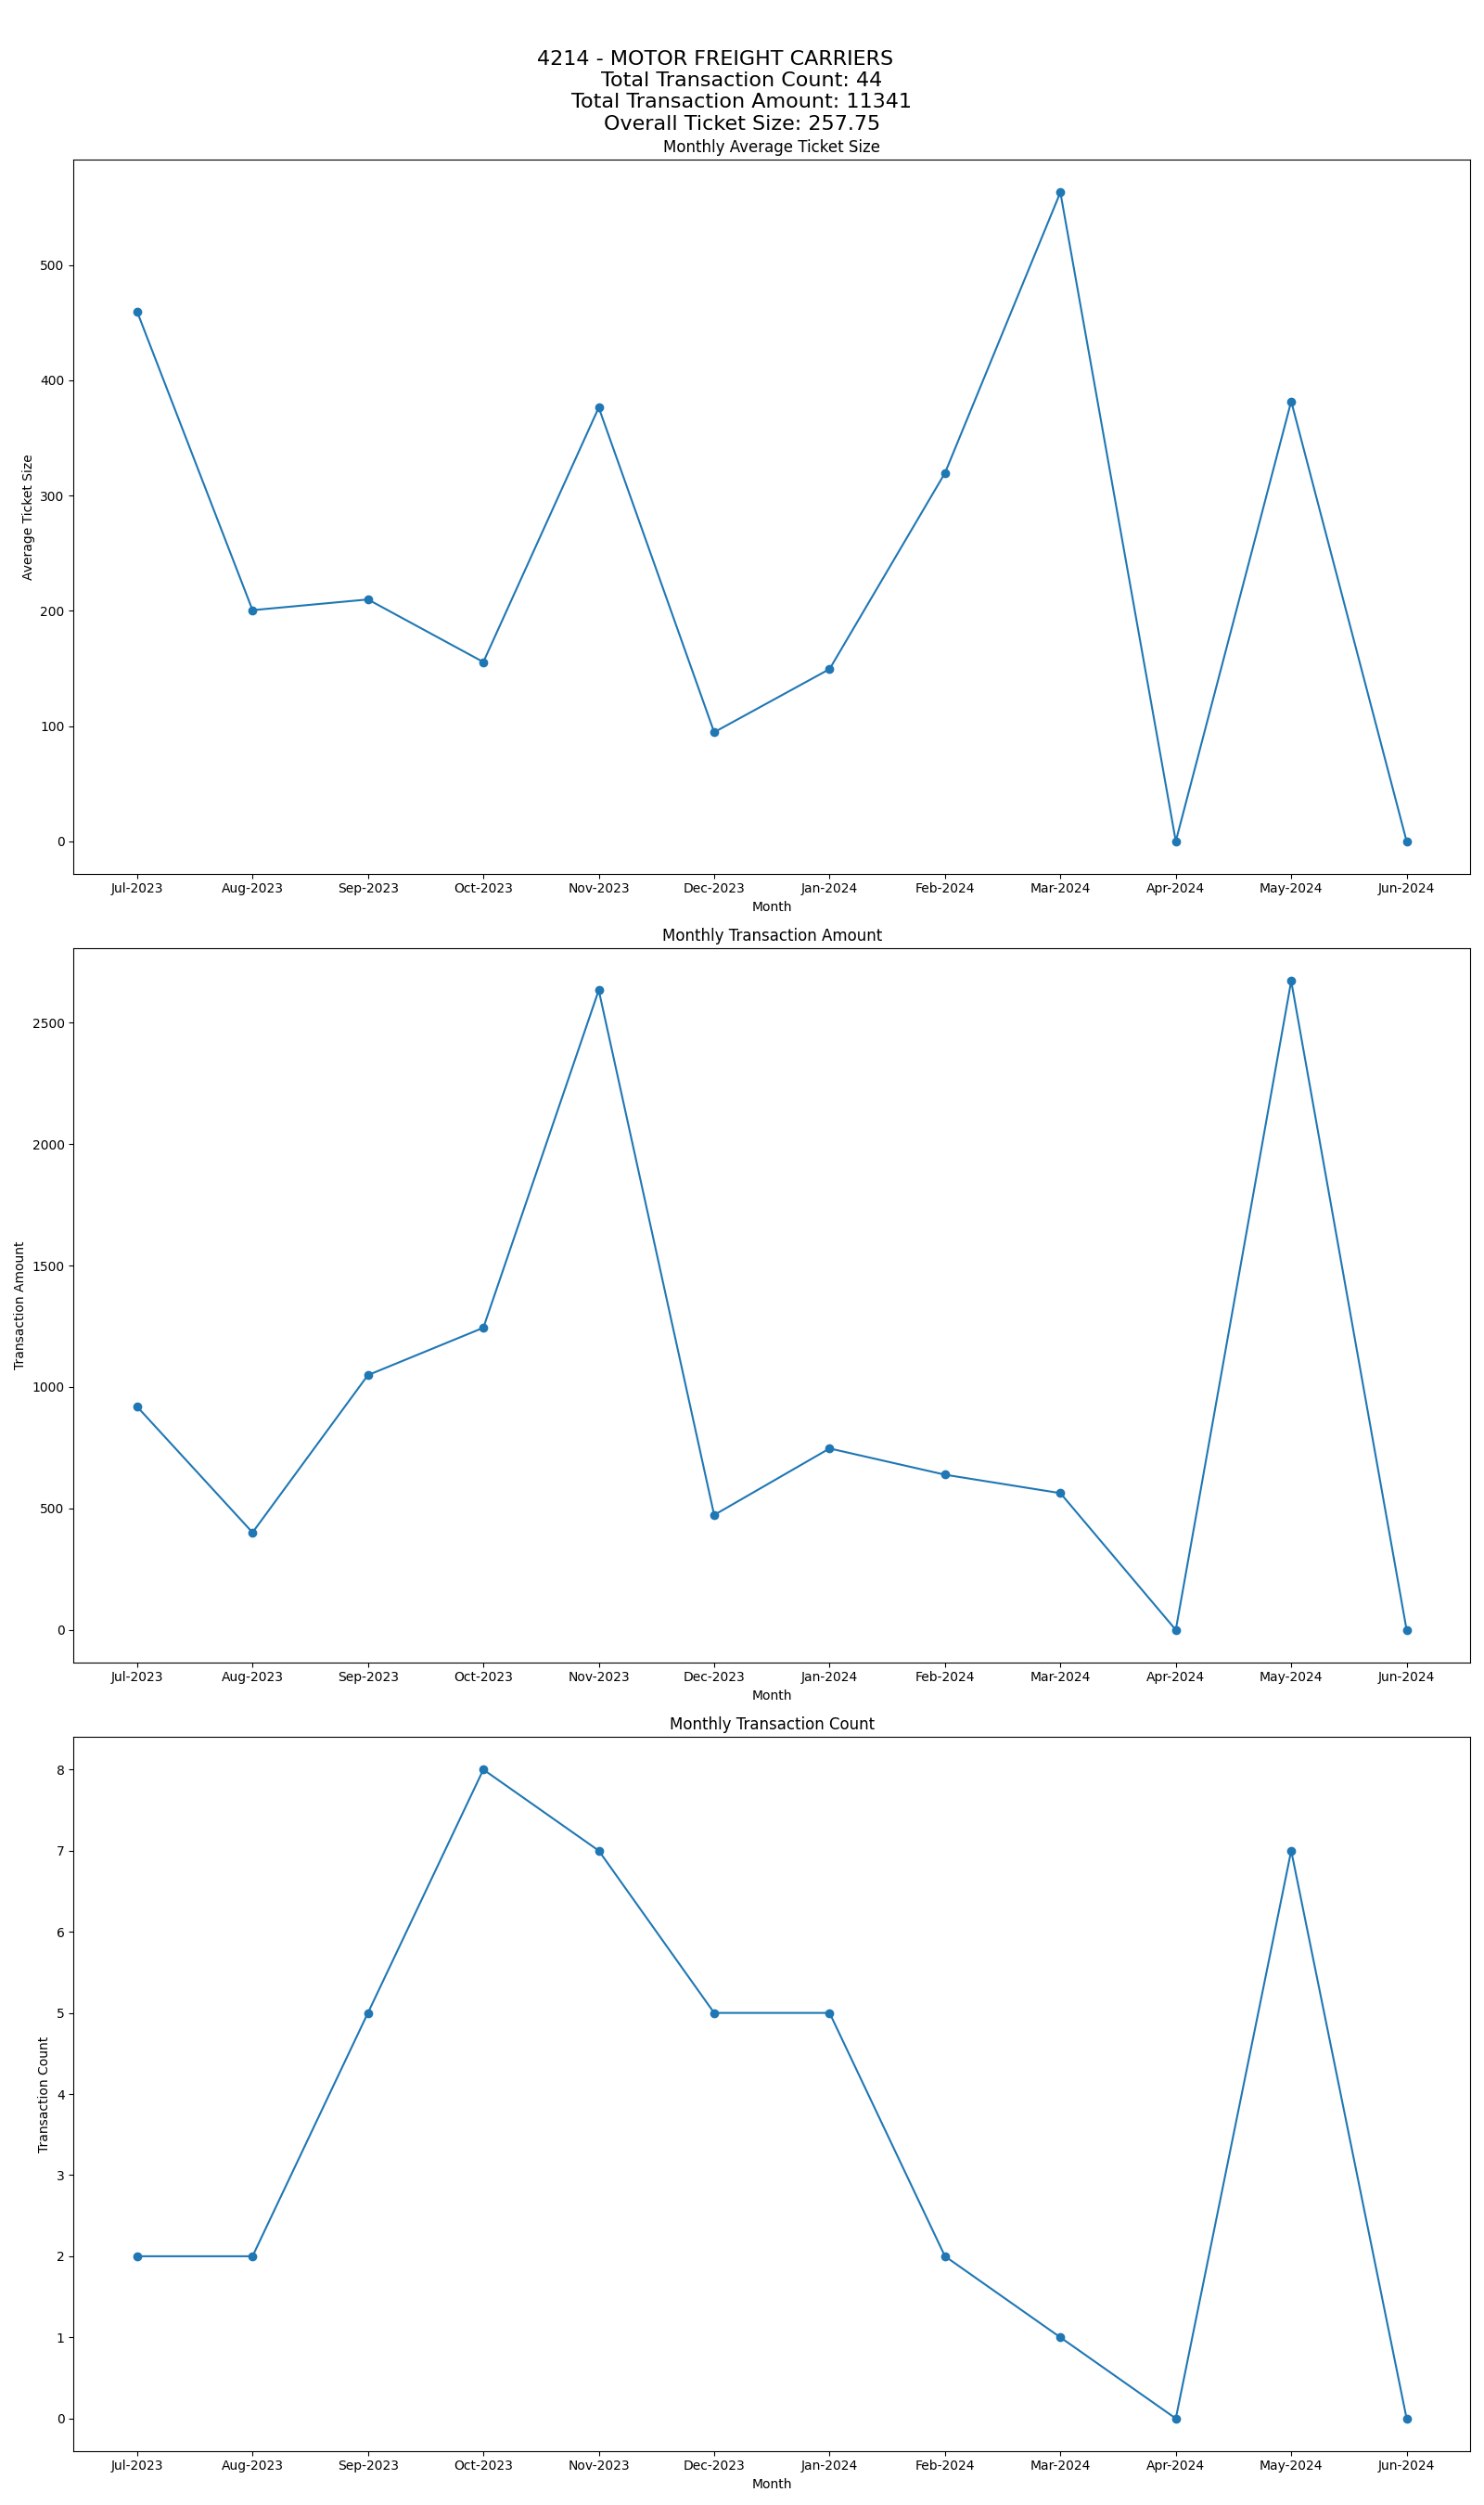 4214 - MOTOR FREIGHT CARRIERS
Total Transaction Count: 44
Total Transaction Amount: 11341
Overall Ticket Size: 257.75
Monthly Average Ticket Size
Average Ticket Size
500
400
300
200
100
0
Jul-2023 Aug-2023 Sep-2023 Oct-2023 Nov-2023 Dec-2023 Jan-2024 Feb-2024 Mar-2024 Apr-2024 May-2024 Jun-2024
Month
Monthly Transaction Amount
Transaction Amount
2500
2000
1500
1000
500
0
Jul-2023 Aug-2023 Sep-2023 Oct-2023 Nov-2023 Dec-2023 Jan-2024 Feb-2024 Mar-2024 Apr-2024 May-2024 Jun-2024
Month
Monthly Transaction Count
Transaction Count
8
7
6
5
4
3
2
1
0
Jul-2023 Aug-2023 Sep-2023 Oct-2023 Nov-2023 Dec-2023 Jan-2024 Feb-2024 Mar-2024 Apr-2024 May-2024 Jun-2024
Month